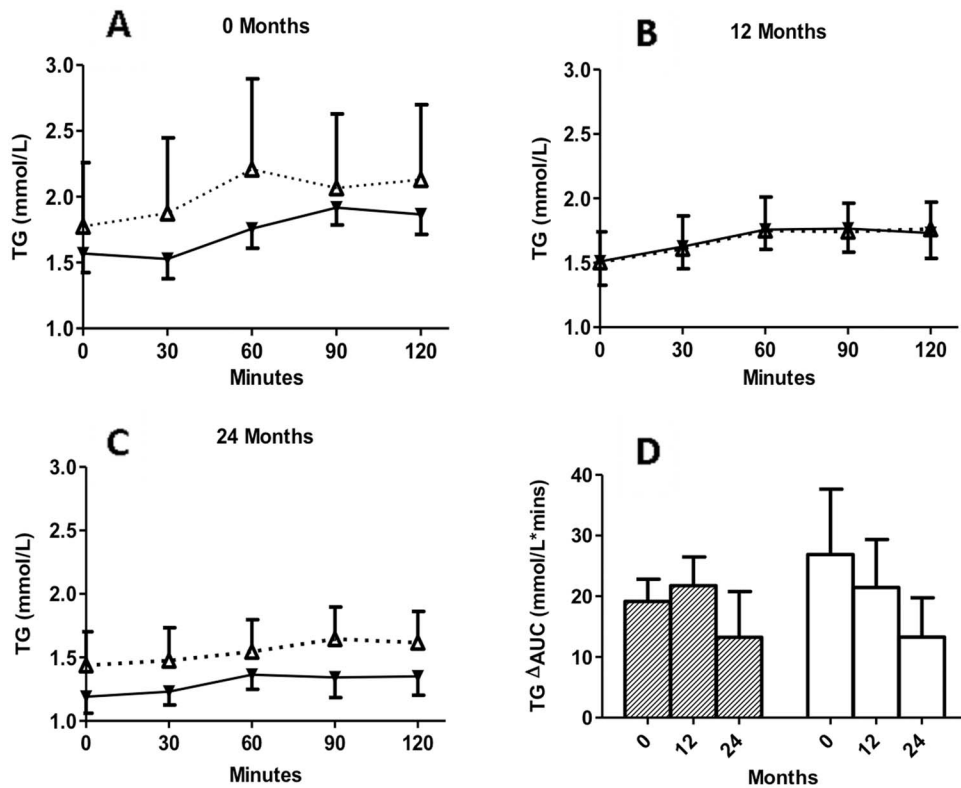 A
0 Months
TG (mmol/L)
3.0
2.5
2.0
1.5
1.0
0 30 60 90 120
Minutes
B
12 Months
TG (mmol/L)
3.0
2.5
2.0
1.5
1.0
0 30 60 90 120
Minutes
C
24 Months
TG (mmol/L)
3.0
2.5
2.0
1.5
1.0
0 30 60 90 120
Minutes
D
TG ΔAUC (mmol/L*mins)
40
30
20
10
0
0 12 24 0 12 24
Months